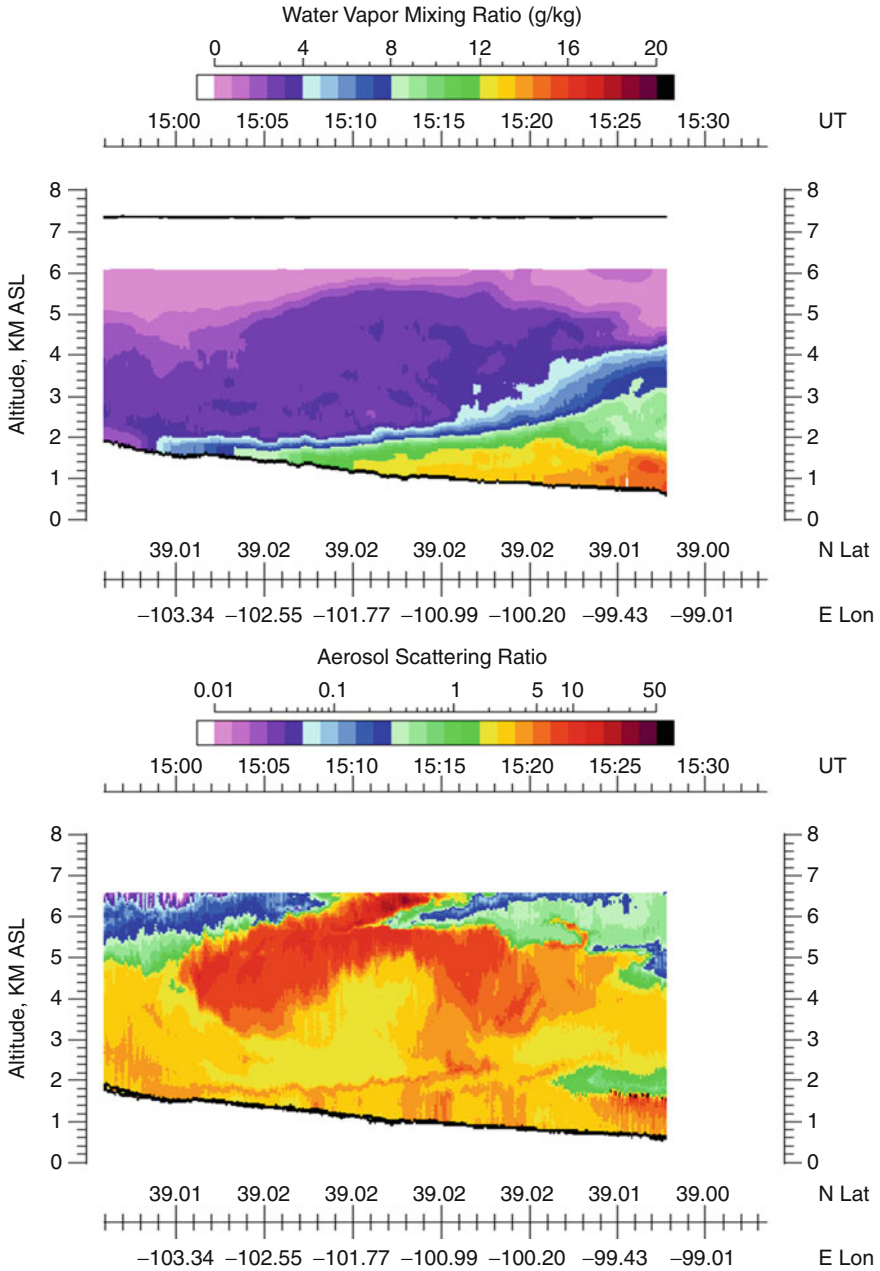 Water Vapor Mixing Ratio (g/kg)
0 4 8 12 16 20
15:00 15:05 15:10 15:15 15:20 15:25 15:30 UT
8 8
7 7
6 6
5 5
4 4
3 3
2 2
1 1
0 0
Altitude, KM ASL
39.01 39.02 39.02 39.02 39.02 39.01 39.00 N Lat
−103.34 −102.55 −101.77 −100.99 −100.20 −99.43 −99.01 E Lon
Aerosol Scattering Ratio
0.01 0.1 1 5 10 50
15:00 15:05 15:10 15:15 15:20 15:25 15:30 UT
8 8
7 7
6 6
5 5
4 4
3 3
2 2
1 1
0 0
Altitude, KM ASL
39.01 39.02 39.02 39.02 39.02 39.01 39.00 N Lat
−103.34 −102.55 −101.77 −100.99 −100.20 −99.43 −99.01 E Lon